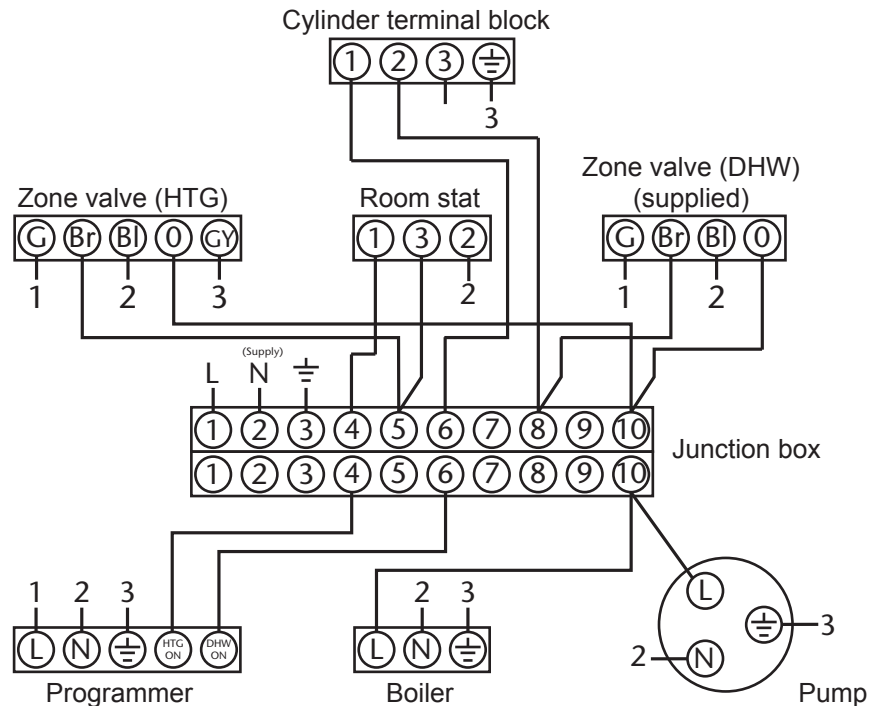 Cylinder terminal block
1 2 3
3
Zone valve (HTG)
G Br Bl 0 GY
1 2 3
Room stat
1 3 2
2
Zone valve (DHW)
(supplied)
G Br Bl 0
1 2
(Supply)
L N
1 2 3 4 5 6 7 8 9 10
1 2 3 4 5 6 7 8 9 10
Junction box
1 2 3
L N HTG ON DHW ON
Programmer
2 3
L N
Boiler
L
3
2 N
Pump